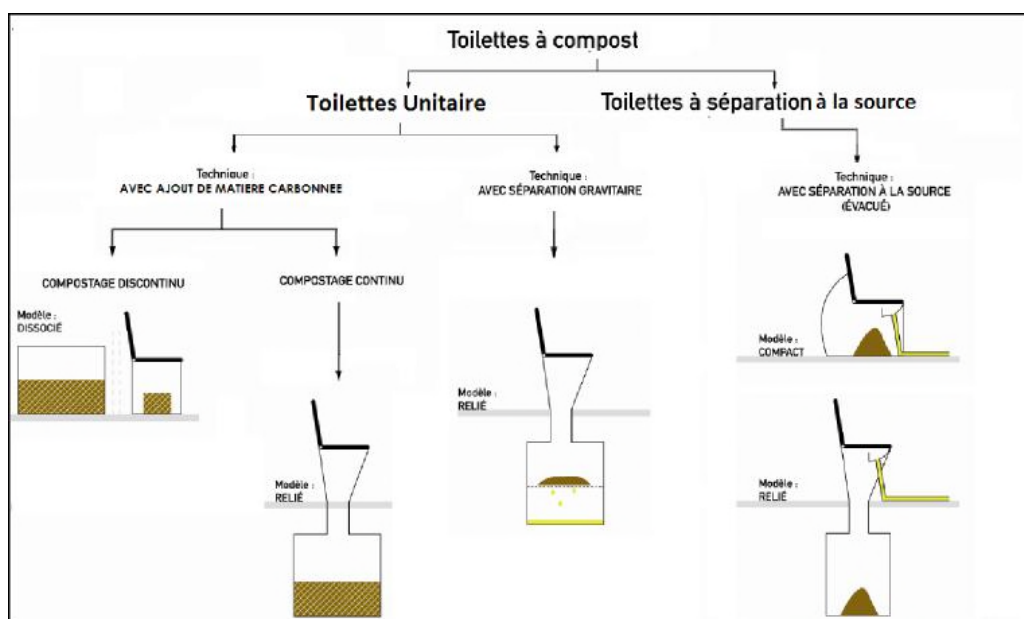 Toilettes à compost
Toilettes Unitaire
Toilettes à séparation à la source
Technique :
AVEC AJOUT DE MATIERE CARBONNEE
Technique :
AVEC SÉPARATION GRAVITAIRE
Technique :
AVEC SÉPARATION À LA SOURCE
(ÉVACUÉ)
COMPOSTAGE DISCONTINU
COMPOSTAGE CONTINU
Modèle :
DISSOCIÉ
Modèle :
COMPACT
Modèle :
RELIÉ
Modèle :
RELIÉ
Modèle :
RELIÉ